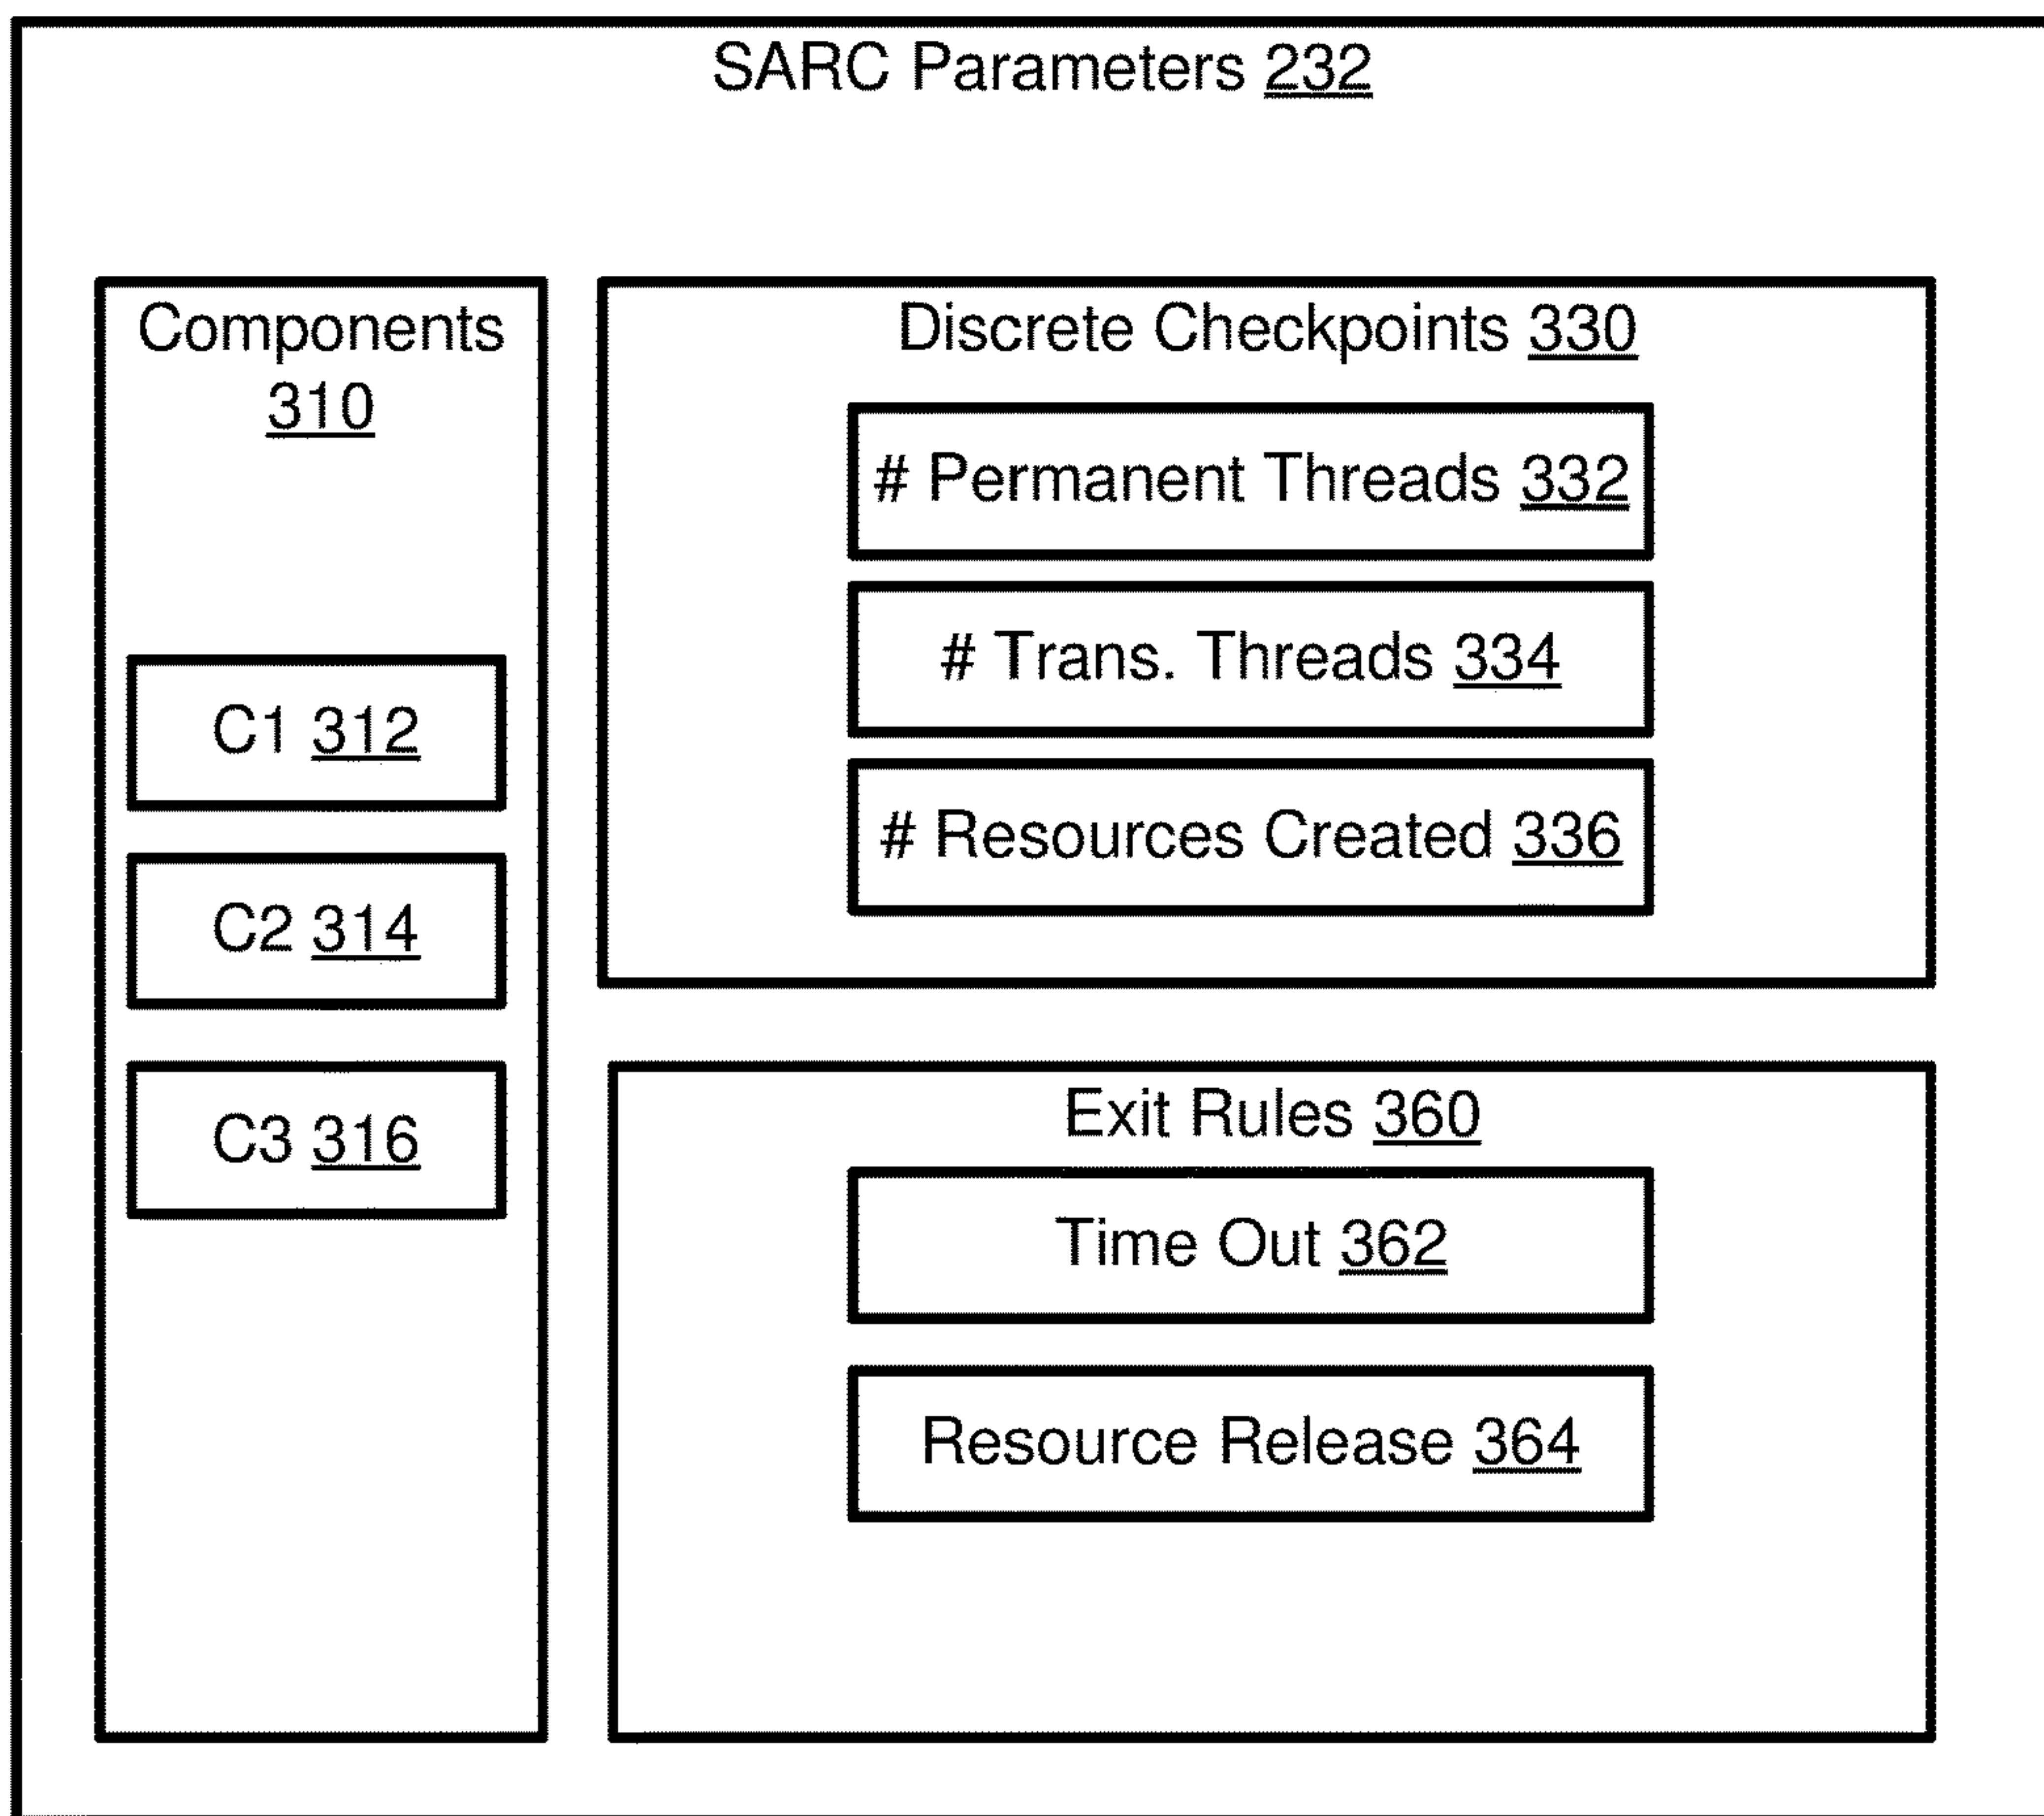 SARC Parameters 232
Components
310
C1 312
C2 314
C3 316
Discrete Checkpoints 330
# Permanent Threads 332
# Trans. Threads 334
# Resources Created 336
Exit Rules 360
Time Out 362
Resource Release 364